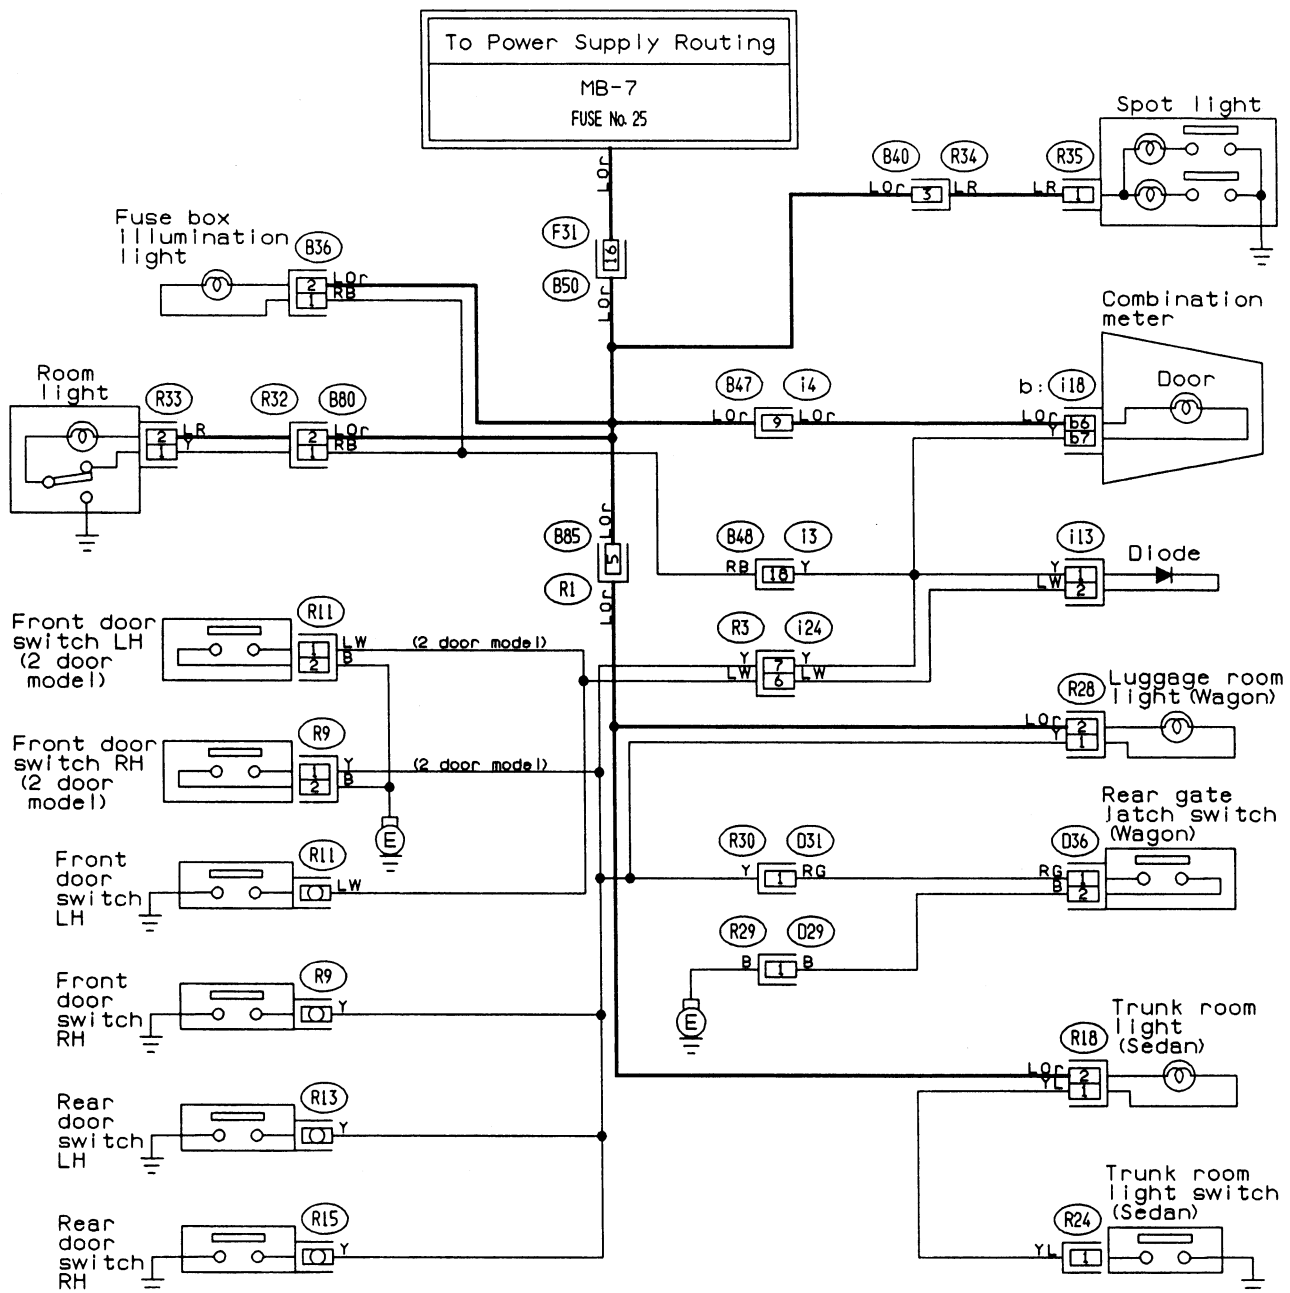 To Power Supply Routing
MB-7
FUSE No. 25
LOr
F31
16
B50
LOr
Spot light
B40
R34
R35
LOr
3
LR
LR
1
Fuse box
illumination
light
B36
2
LOr
1
RB
Combination
meter
Room
light
R33
R32
B80
2
LR
1
Y
2
LOr
1
RB
B47
i4
LOr
9
LOr
b:
i18
Door
LOr
b6
Y
b7
LOr
B85
5
R1
LOr
B48
i3
RB
18
Y
i13
Diode
Y
1
LW
2
Front door
switch LH
(2 door
model)
R11
1
LW
2
B
(2 door model)
R3
i24
Y
7
Y
LW
6
LW
R28
Luggage room
light (Wagon)
LOr
2
Y
1
Front door
switch RH
(2 door
model)
R9
1
Y
2
B
(2 door model)
E
Rear gate
latch switch
(Wagon)
R30
D31
D36
Y
1
RG
RG
1
B
2
Front
door
switch
LH
R11
LW
R29
D29
B
1
B
E
Front
door
switch
RH
R9
Y
Trunk room
light
(Sedan)
R18
LOr
2
YL
1
Rear
door
switch
LH
R13
Y
Trunk room
light switch
(Sedan)
R24
YL
1
Rear
door
switch
RH
R15
Y